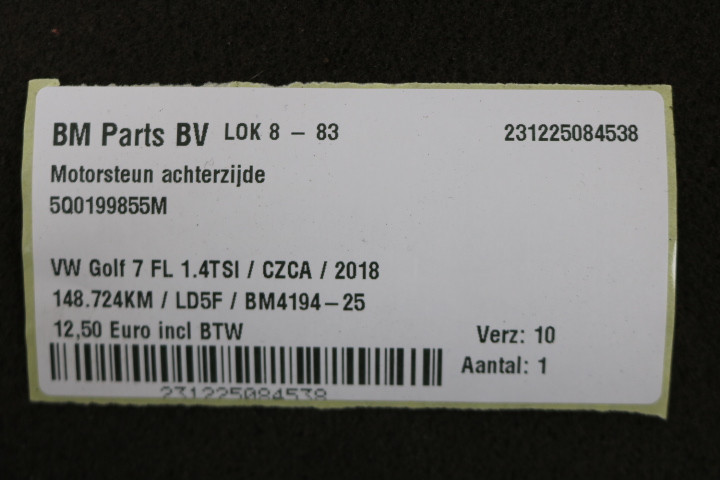 BM Parts BV LOK 8 - 83 231225084538
Motorsteun achterzijde
5Q0199855M
VW Golf 7 FL 1.4TSI / CZCA / 2018
148.724KM / LD5F / BM4194-25
12,50 Euro incl BTW Verz: 10
Aantal: 1
231225084538